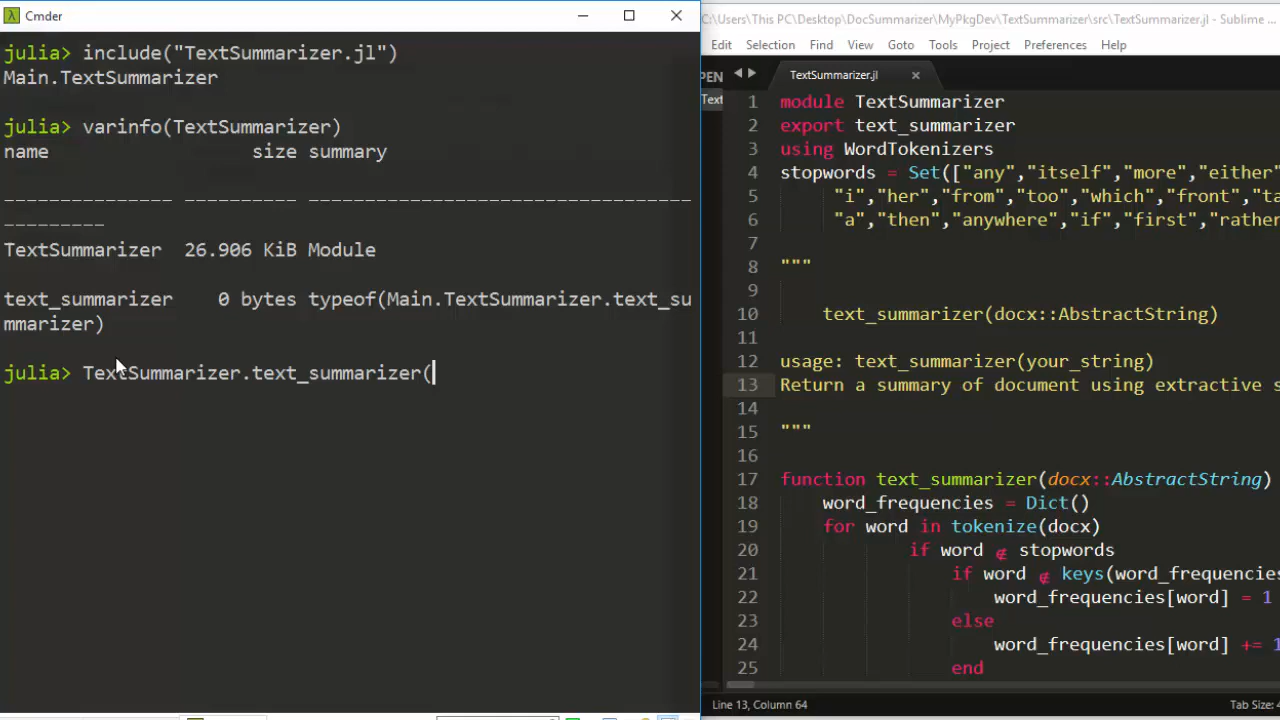 Cmder
julia> include("TextSummarizer.jl")
Main.TextSummarizer
julia> varinfo(TextSummarizer)
name size summary
--------------- ---------- --------------------------------
---------
TextSummarizer 26.906 KiB Module
text_summarizer 0 bytes typeof(Main.TextSummarizer.text_su
mmarizer)
julia> TextSummarizer.text_summarizer(
C:\Users\This PC\Desktop\DocSummarizer\MyPkgDev\TextSummarizer\src\TextSummarizer.jl - Sublime ...
Edit Selection Find View Goto Tools Project Preferences Help
PEN
Text
TextSummarizer.jl
1 module TextSummarizer
2 export text_summarizer
3 using WordTokenizers
4 stopwords = Set(["any","itself","more","either"
5 "i","her","from","too","which","front","ta
6 "a","then","anywhere","if","first","rather
7
8 """
9
10 text_summarizer(docx::AbstractString)
11
12 usage: text_summarizer(your_string)
13 Return a summary of document using extractive s
14
15 """
16
17 function text_summarizer(docx::AbstractString)
18 word_frequencies = Dict()
19 for word in tokenize(docx)
20 if word ∉ stopwords
21 if word ∉ keys(word_frequencies
22 word_frequencies[word] = 1
23 else
24 word_frequencies[word] += 1
25 end
Line 13, Column 64
Tab Size: 4